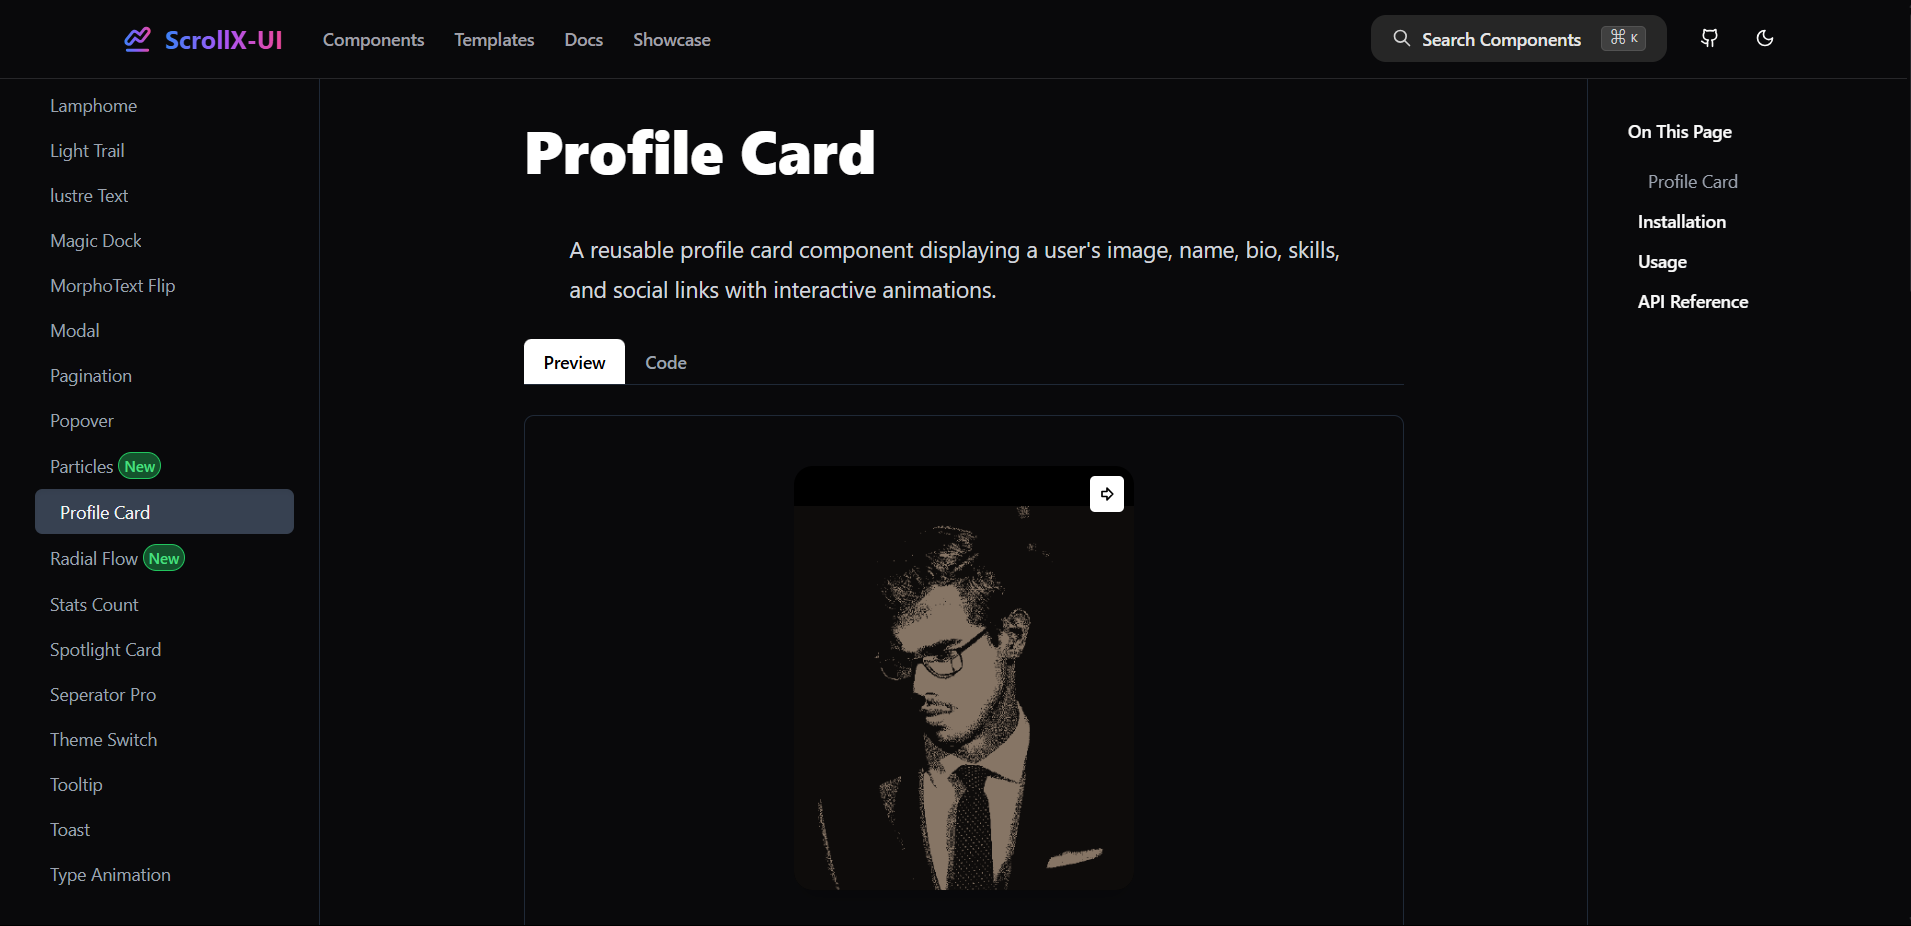 ScrollX-UI
Components
Templates
Docs
Showcase
Search Components
⌘ K
Lamphome
Light Trail
lustre Text
Magic Dock
MorphoText Flip
Modal
Pagination
Popover
Particles New
Profile Card
Radial Flow New
Stats Count
Spotlight Card
Seperator Pro
Theme Switch
Tooltip
Toast
Type Animation
Profile Card
A reusable profile card component displaying a user's image, name, bio, skills,
and social links with interactive animations.
Preview
Code
On This Page
Profile Card
Installation
Usage
API Reference